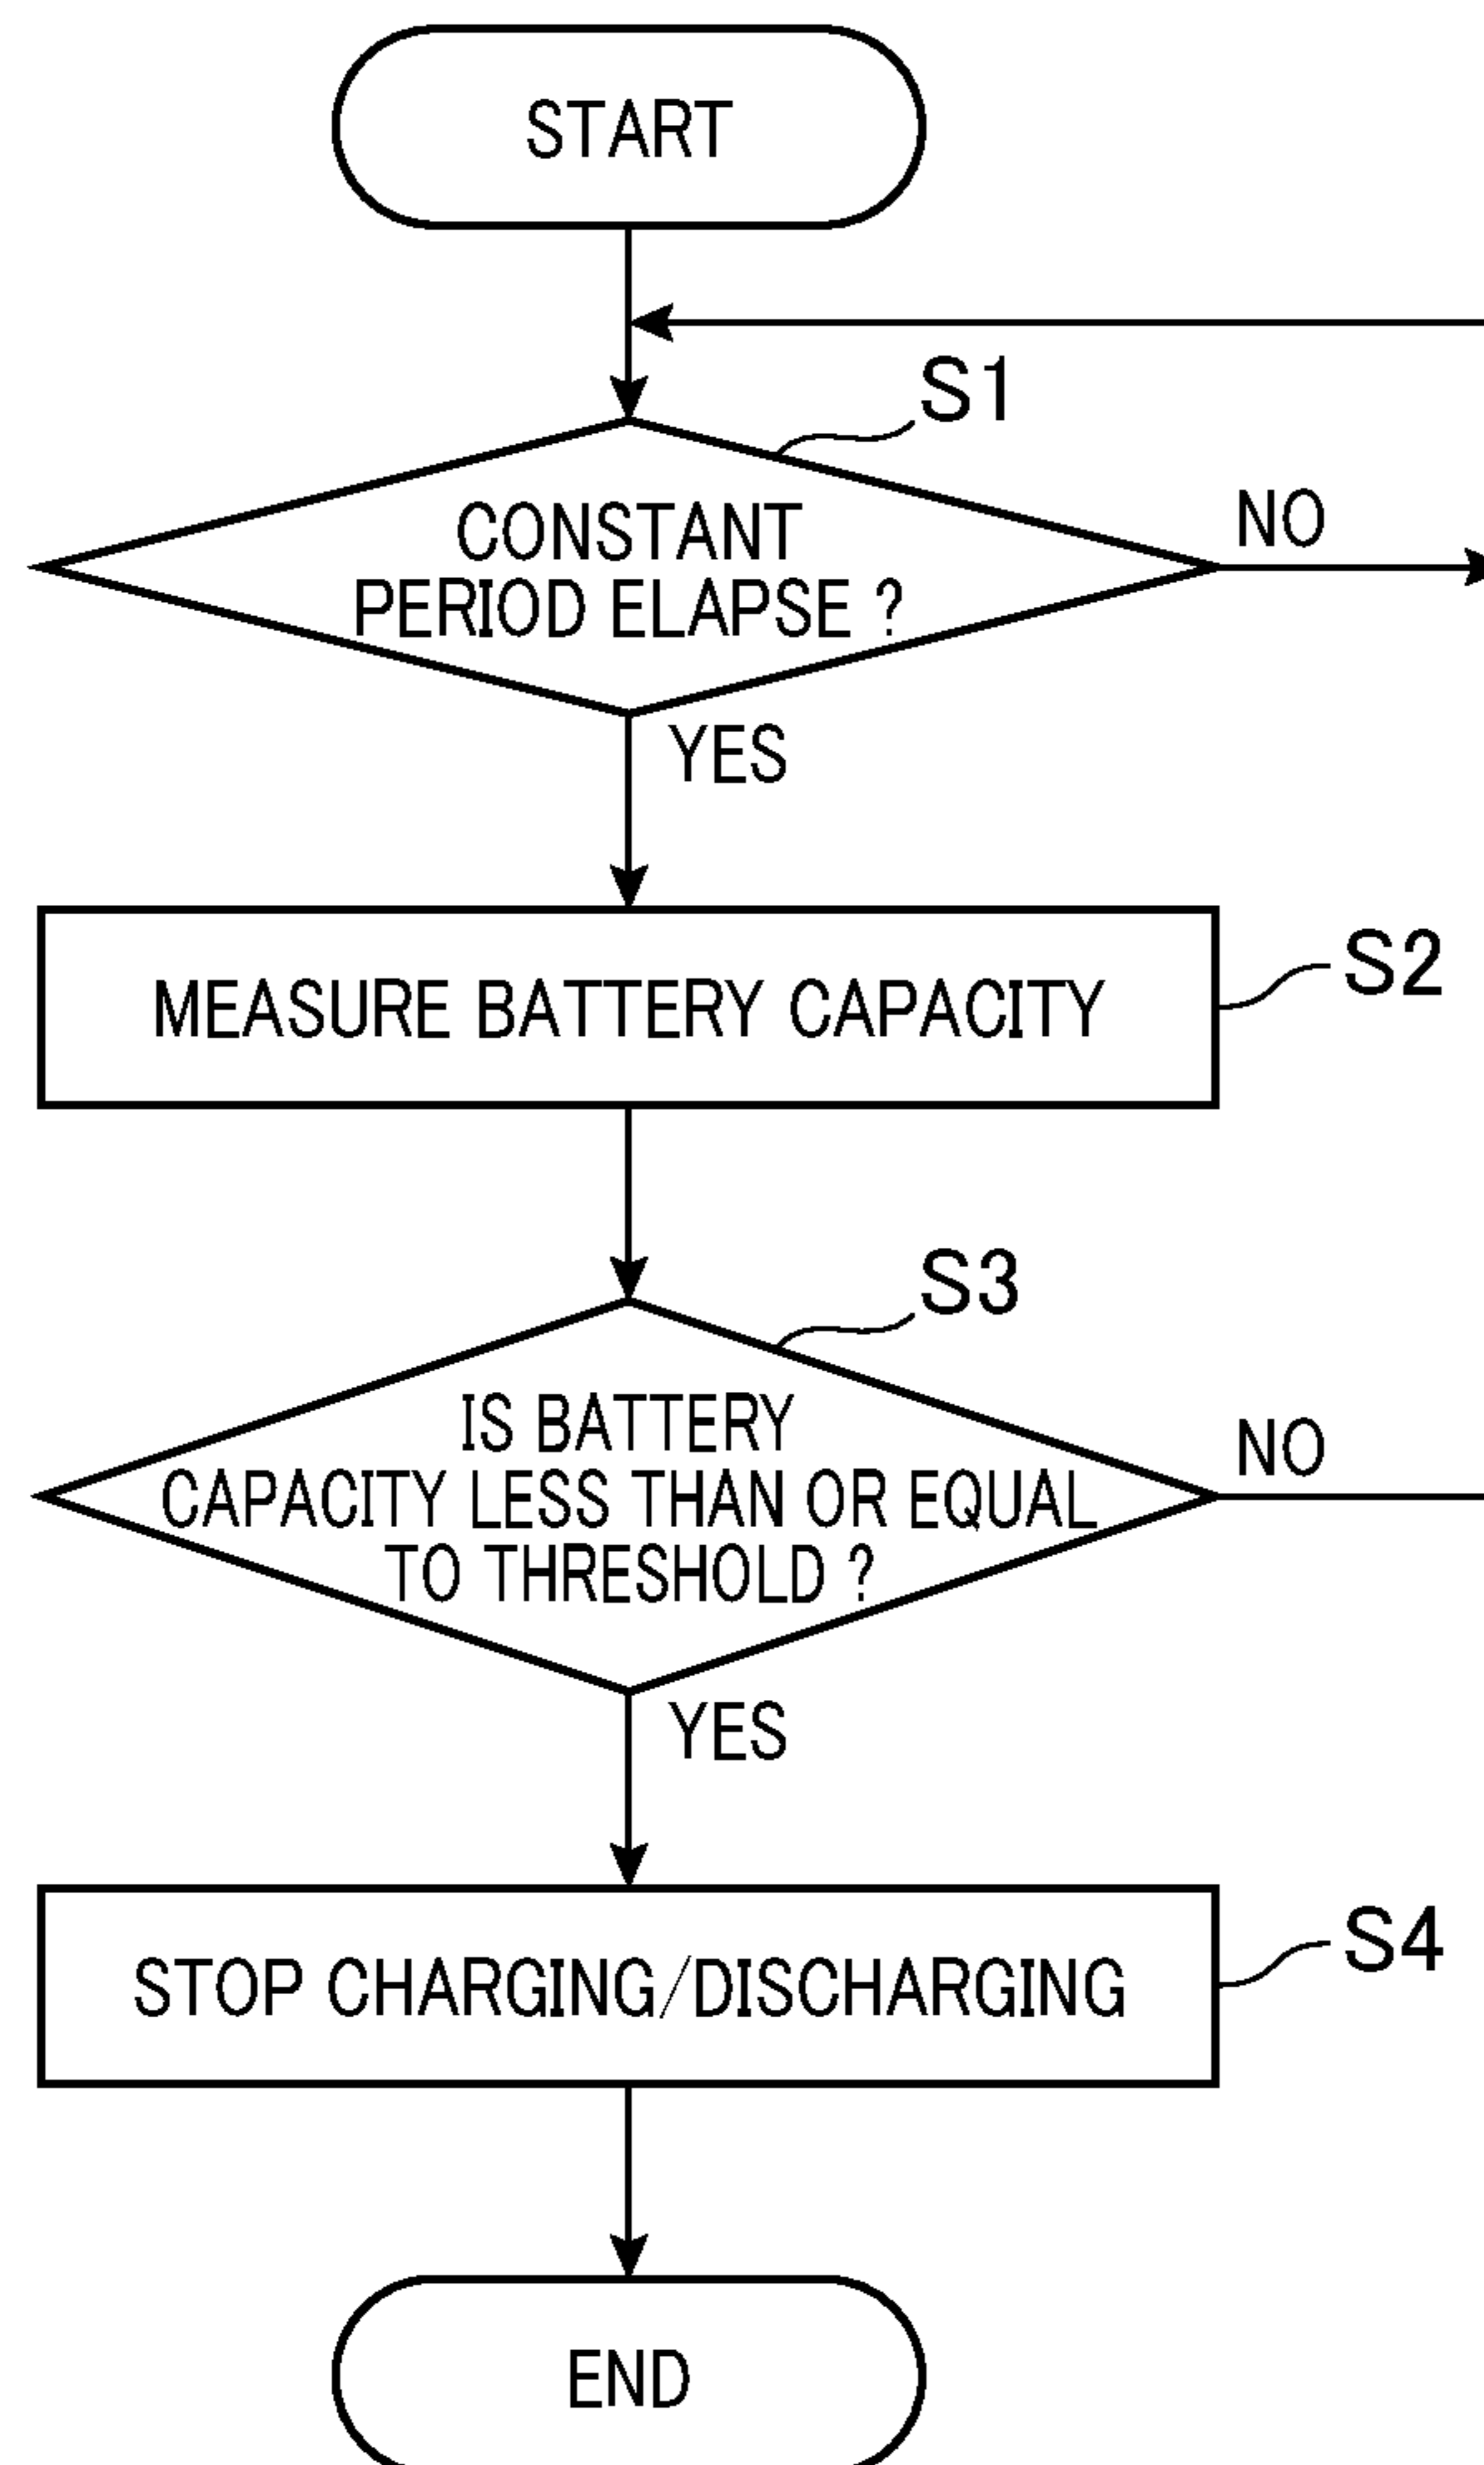 START
S1
CONSTANT
PERIOD ELAPSE ?
NO
YES
MEASURE BATTERY CAPACITY
S2
S3
IS BATTERY
CAPACITY LESS THAN OR EQUAL
TO THRESHOLD ?
NO
YES
STOP CHARGING/DISCHARGING
S4
END